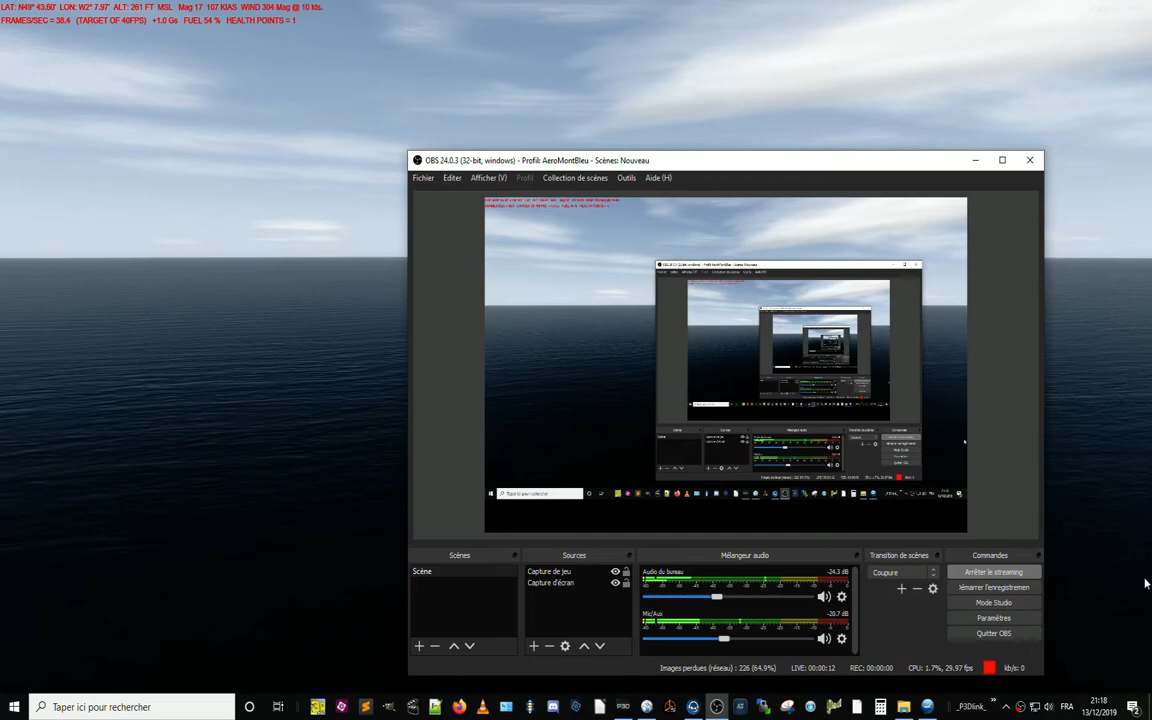 LAT: N49° 43.60' LON: W2° 7.97' ALT: 261 FT MSL Mag 17 107 KIAS WIND 304 Mag @ 10 kts.
FRAMES/SEC = 38.4 (TARGET OF 40FPS) +1.0 Gs FUEL 54 % HEALTH POINTS = 1
OBS 24.0.3 (32-bit, windows) - Profil: AeroMontBleu - Scènes: Nouveau
Fichier Editer Afficher (V) Profil Collection de scènes Outils Aide (H)
Scènes Sources Mélangeur audio Transition de scènes Commandes
Scène
Capture de jeu
Capture d'écran
Audio du bureau -24.3 dB
Mic/Aux -20.7 dB
Coupure
Arrêter le streaming
Démarrer l'enregistrement
Mode Studio
Paramètres
Quitter OBS
Images perdues (réseau) : 226 (64.9%) LIVE: 00:00:12 REC: 00:00:00 CPU: 1.7%, 29.97 fps kb/s: 0
Taper ici pour rechercher
P3D
_P3Dlink_
FRA
21:18
13/12/2019
2